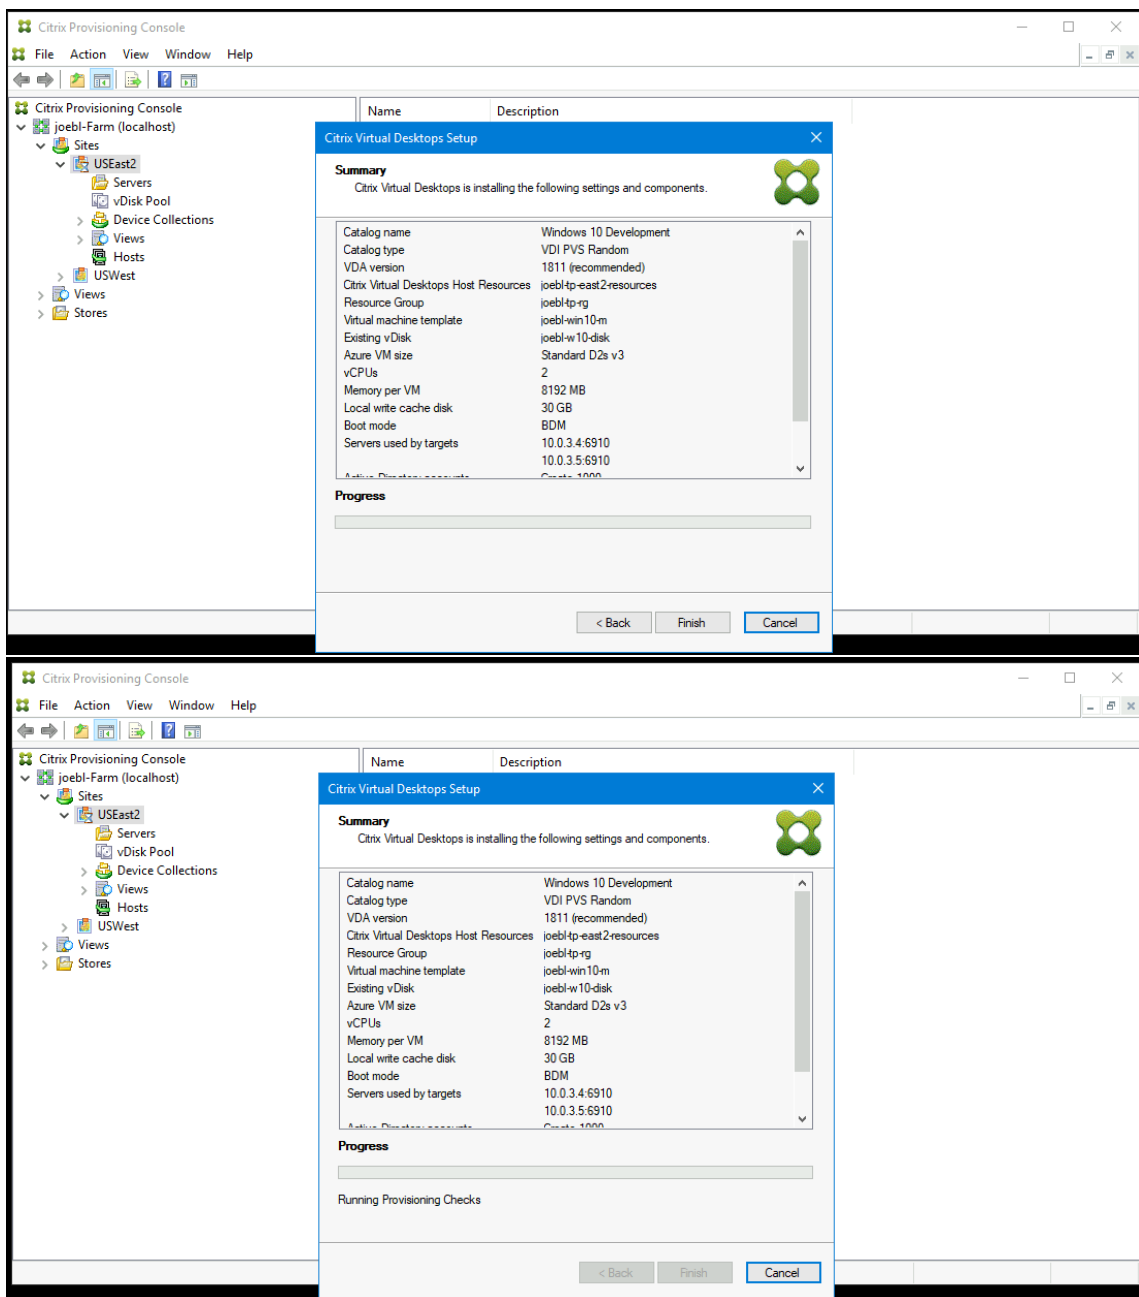 Citrix Provisioning Console
File Action View Window Help
Citrix Provisioning Console
joebl-Farm (localhost)
Sites
USEast2
Servers
vDisk Pool
Device Collections
Views
Hosts
USWest
Views
Stores
Name Description
Citrix Virtual Desktops Setup
Summary
Citrix Virtual Desktops is installing the following settings and components.
Catalog name Windows 10 Development
Catalog type VDI PVS Random
VDA version 1811 (recommended)
Citrix Virtual Desktops Host Resources joebl-tp-east2-resources
Resource Group joebl-tp-rg
Virtual machine template joebl-win10-m
Existing vDisk joebl-w10-disk
Azure VM size Standard D2s v3
vCPUs 2
Memory per VM 8192 MB
Local write cache disk 30 GB
Boot mode BDM
Servers used by targets 10.0.3.4:6910
10.0.3.5:6910
Active Directory accounts Create 1000
Progress
< Back Finish Cancel
Citrix Provisioning Console
File Action View Window Help
Citrix Provisioning Console
joebl-Farm (localhost)
Sites
USEast2
Servers
vDisk Pool
Device Collections
Views
Hosts
USWest
Views
Stores
Name Description
Citrix Virtual Desktops Setup
Summary
Citrix Virtual Desktops is installing the following settings and components.
Catalog name Windows 10 Development
Catalog type VDI PVS Random
VDA version 1811 (recommended)
Citrix Virtual Desktops Host Resources joebl-tp-east2-resources
Resource Group joebl-tp-rg
Virtual machine template joebl-win10-m
Existing vDisk joebl-w10-disk
Azure VM size Standard D2s v3
vCPUs 2
Memory per VM 8192 MB
Local write cache disk 30 GB
Boot mode BDM
Servers used by targets 10.0.3.4:6910
10.0.3.5:6910
Active Directory accounts Create 1000
Progress
Running Provisioning Checks
< Back Finish Cancel